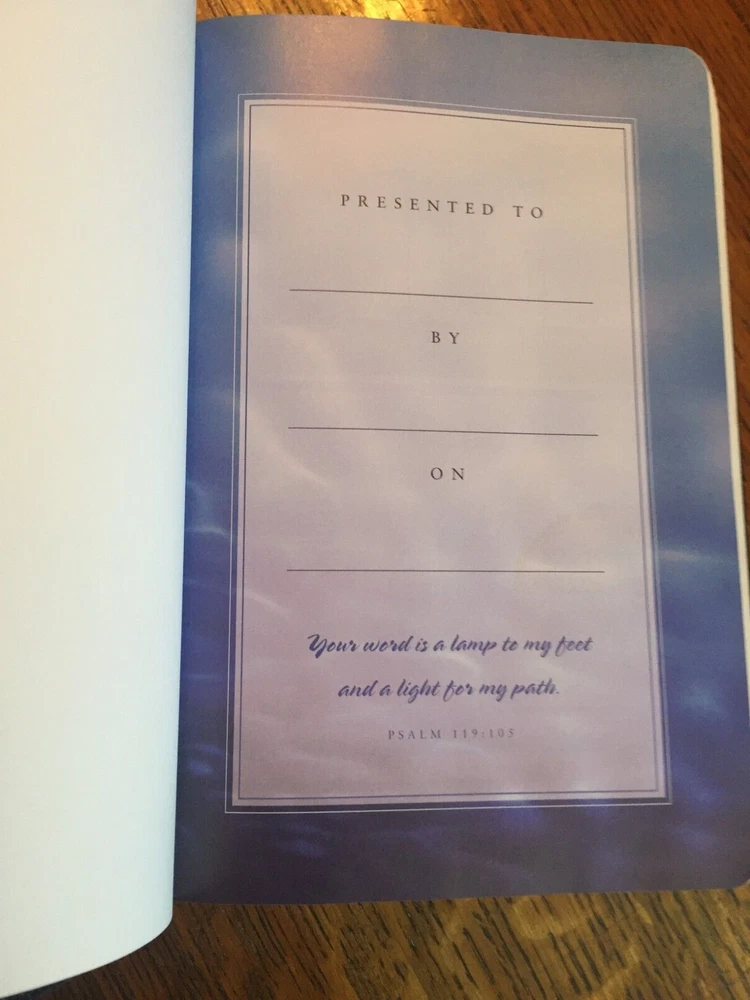 PRESENTED TO
BY
ON
Your word is a lamp to my feet
and a light for my path.
PSALM 119:105